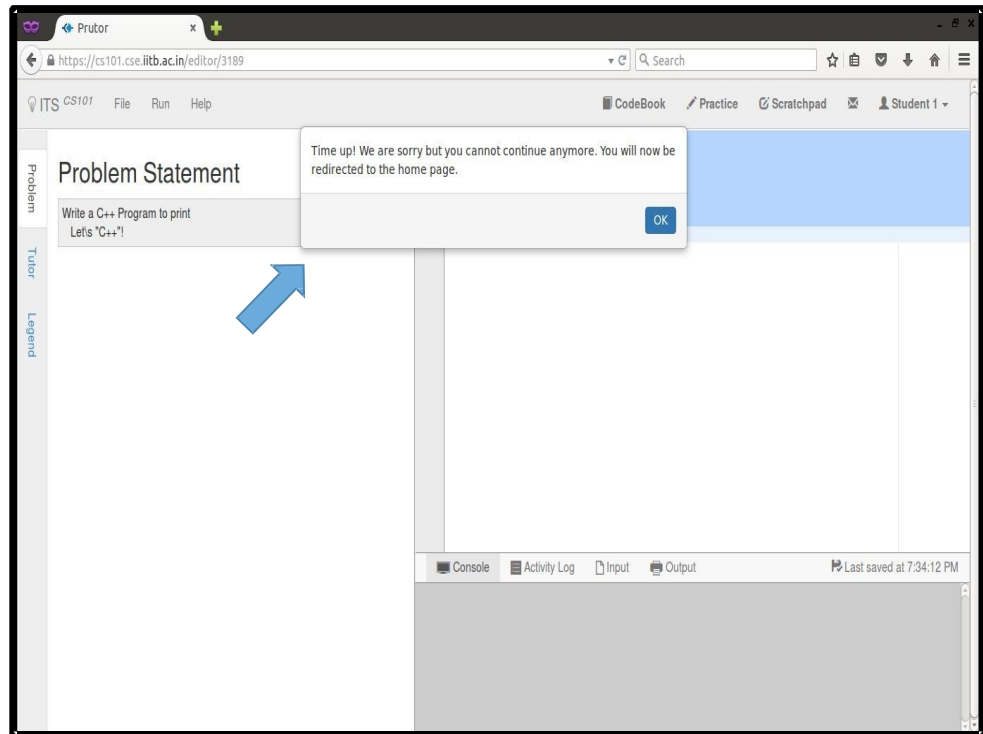 Prutor
https://cs101.cse.iitb.ac.in/editor/3189
Search
ITS CS101 File Run Help
CodeBook Practice Scratchpad Student 1
Time up! We are sorry but you cannot continue anymore. You will now be
redirected to the home page.
OK
Problem
Tutor
Legend
Problem Statement
Write a C++ Program to print
Let\s "C++"!
Console Activity Log Input Output Last saved at 7:34:12 PM